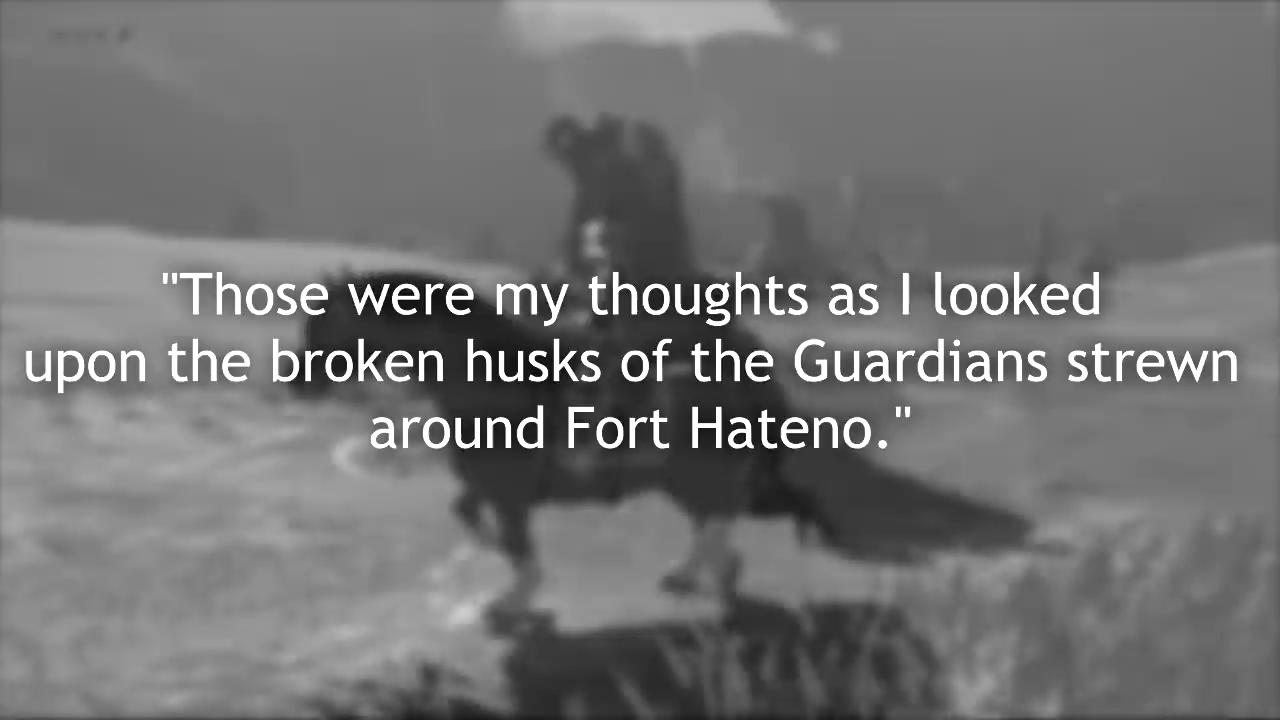 "Those were my thoughts as I looked
upon the broken husks of the Guardians strewn
around Fort Hateno."